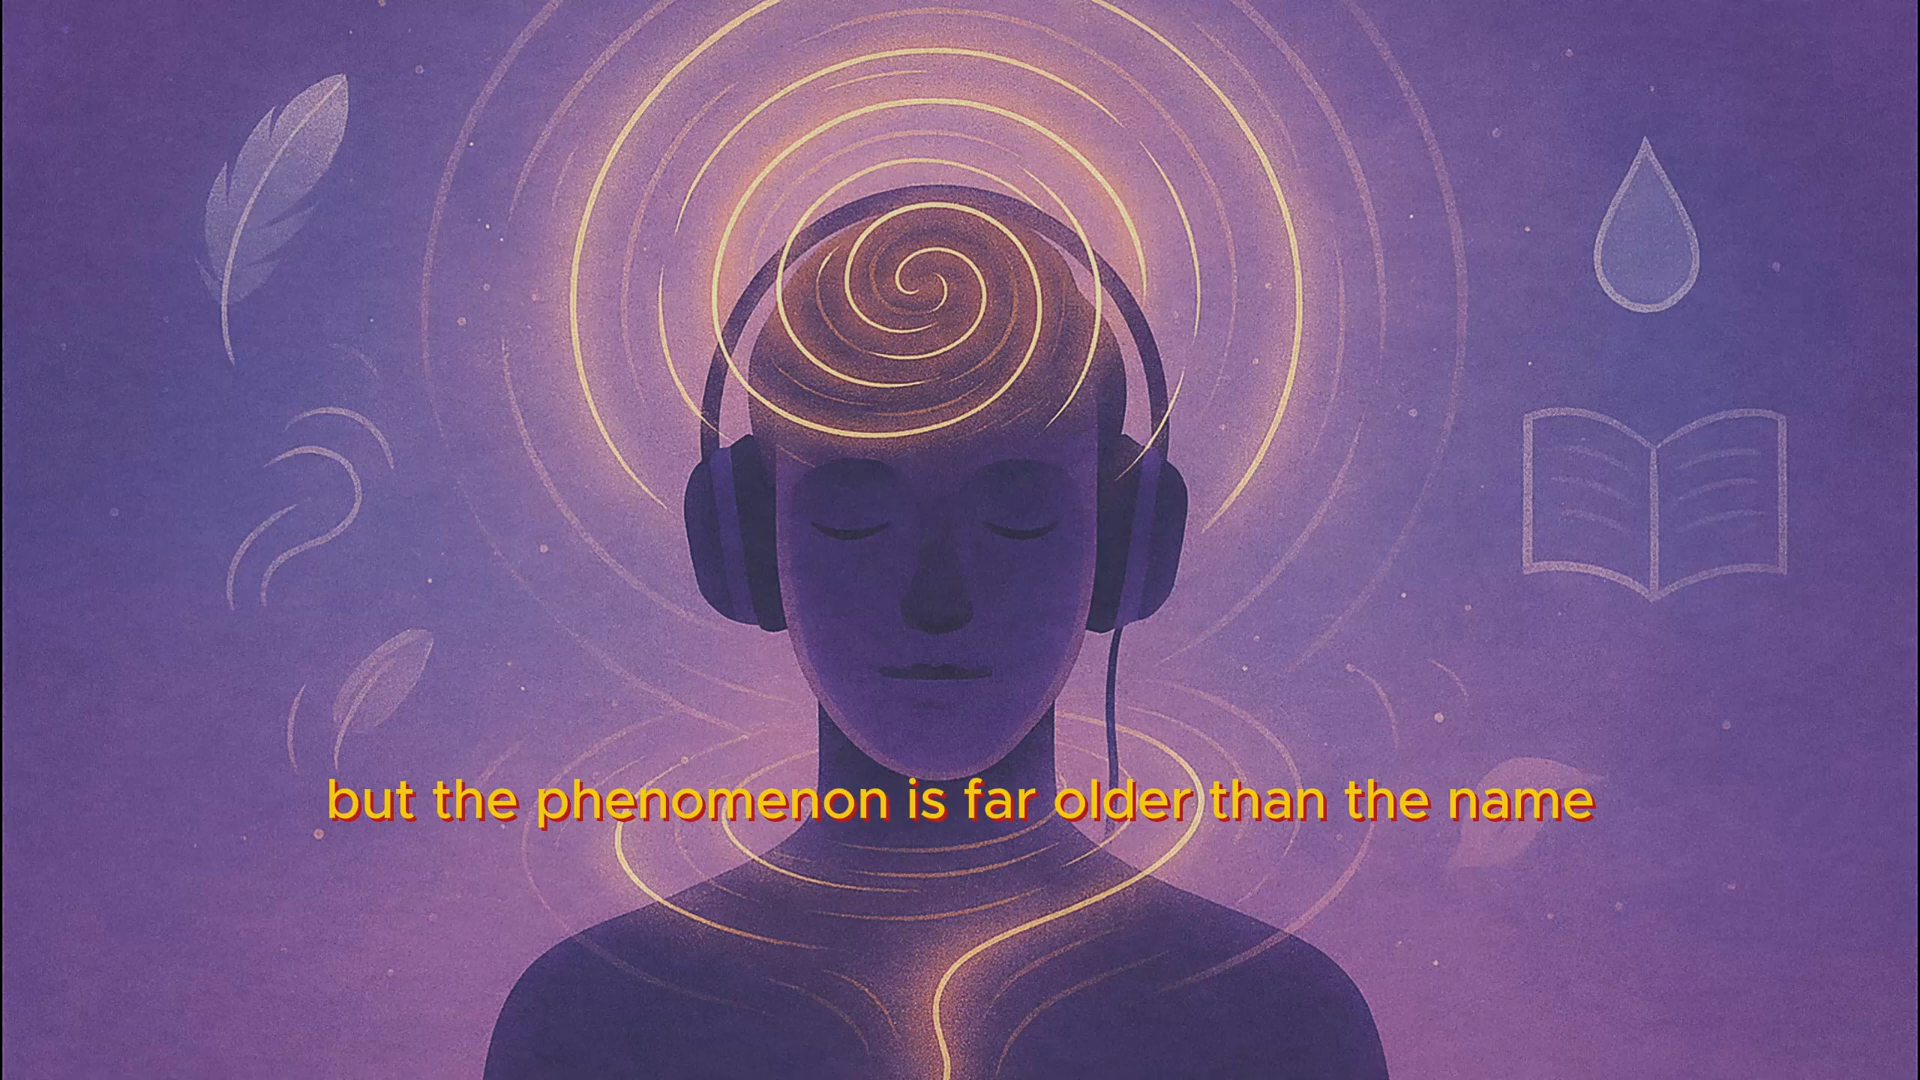 but the phenomenon is far older than the name